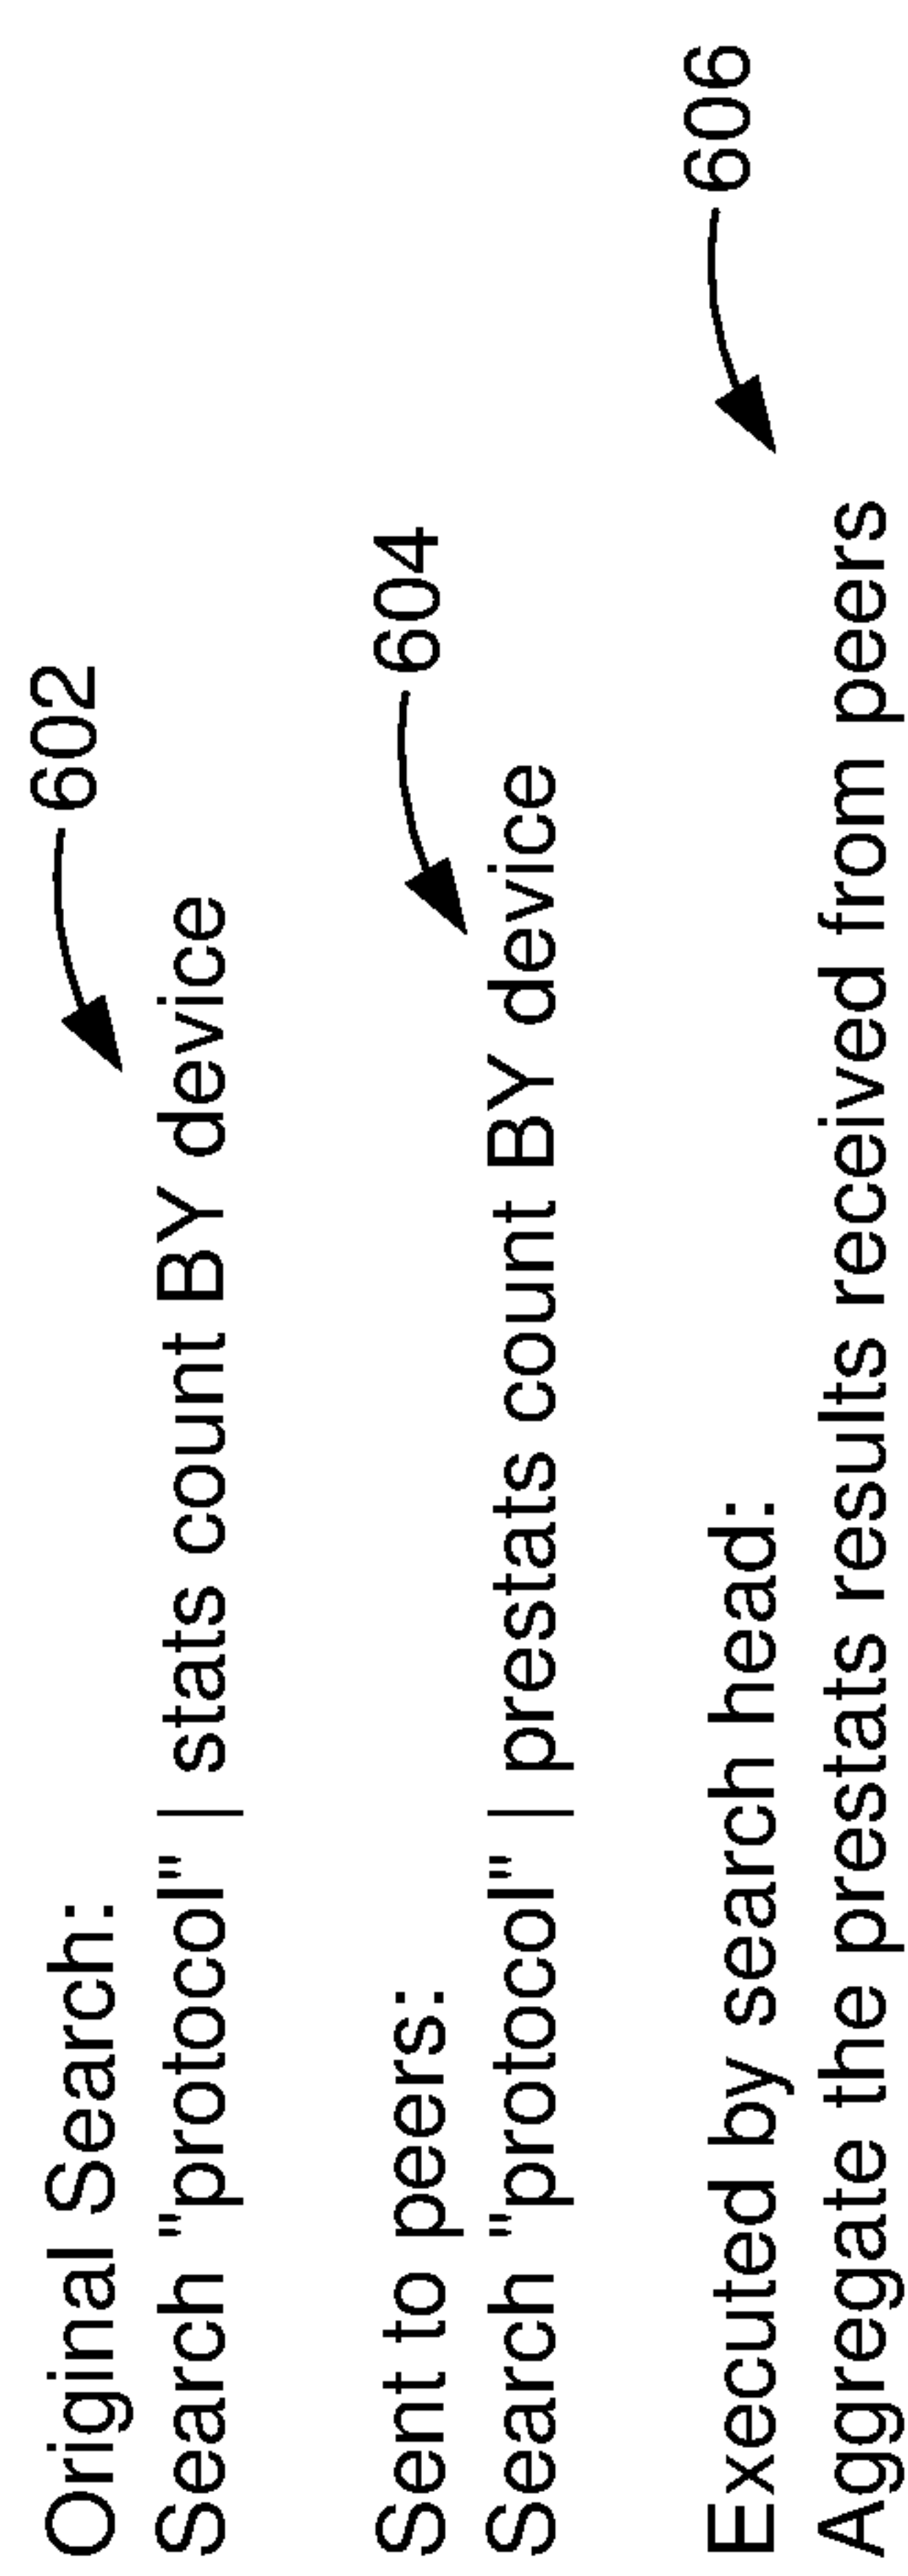 Original Search:
602
Search "protocol" | stats count BY device
Sent to peers:
604
Search "protocol" | prestats count BY device
Executed by search head:
606
Aggregate the prestats results received from peers